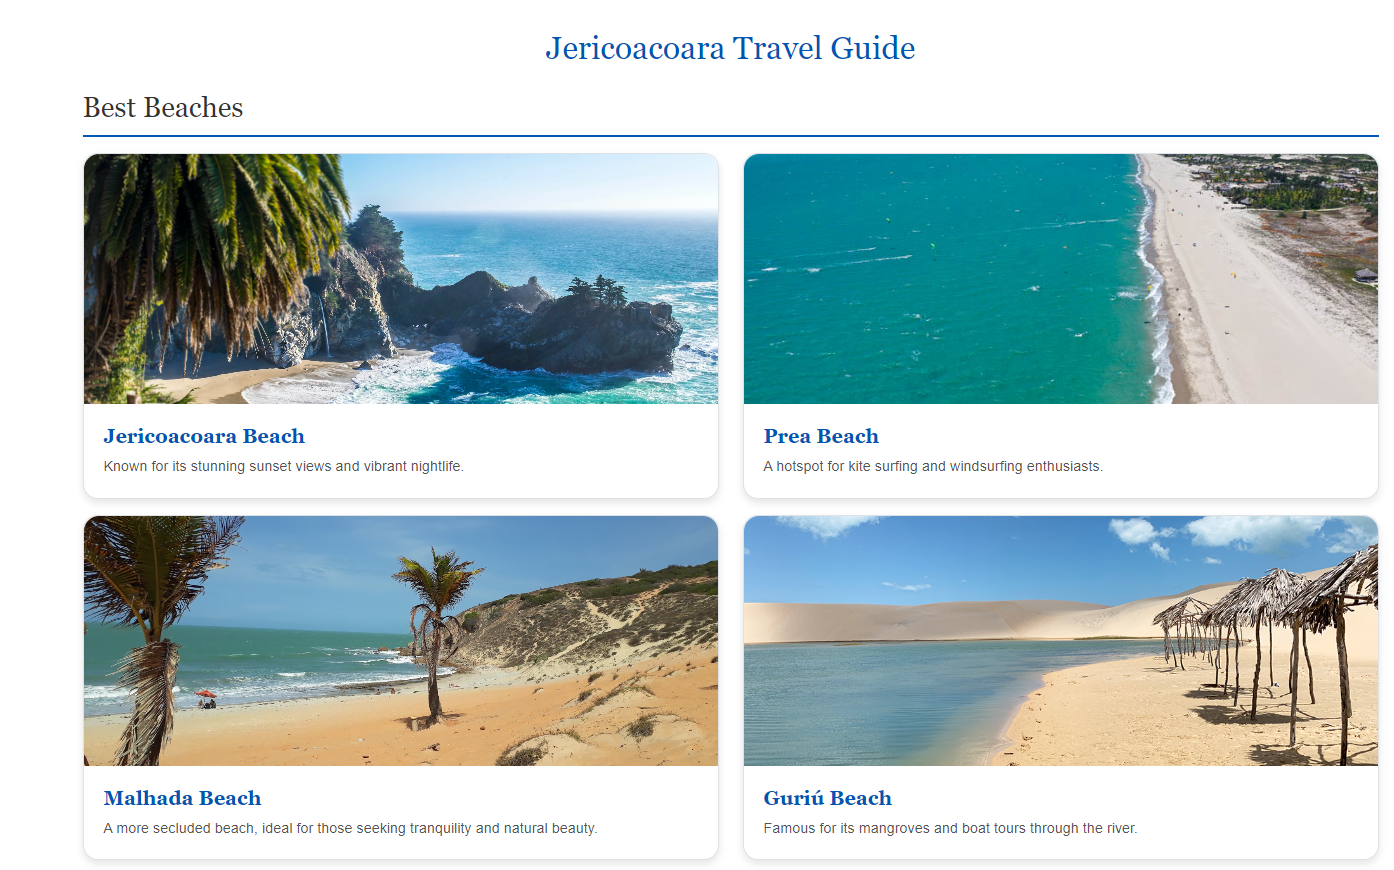 Jericoacoara Travel Guide
Best Beaches
Jericoacoara Beach
Known for its stunning sunset views and vibrant nightlife.
Prea Beach
A hotspot for kite surfing and windsurfing enthusiasts.
Malhada Beach
A more secluded beach, ideal for those seeking tranquility and natural beauty.
Guriú Beach
Famous for its mangroves and boat tours through the river.